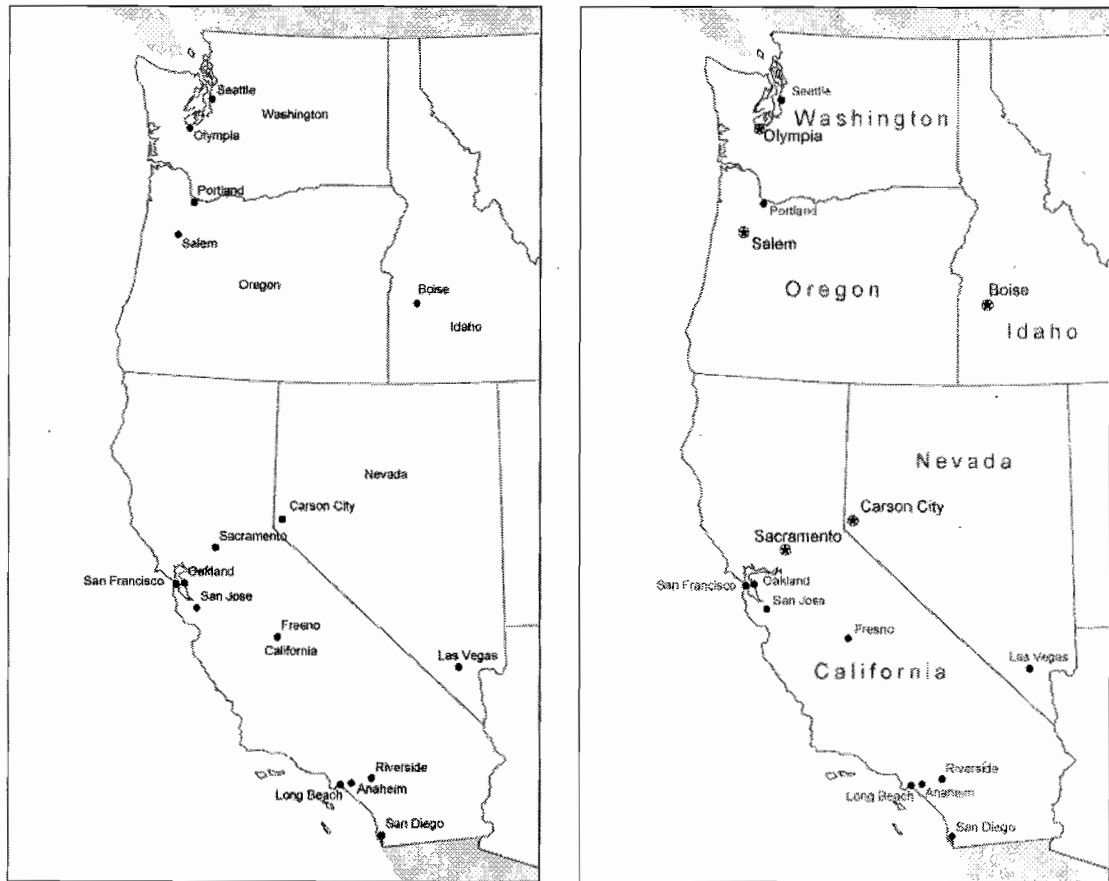 Seattle
Washington
Olympia
Portland
Salem
Oregon
Boise
Idaho
Nevada
Carson City
Sacramento
Oakland
San Francisco
San Jose
Fresno
California
Las Vegas
Riverside
Long Beach
Anaheim
San Diego
Seattle
Washington
Olympia
Portland
Salem
Oregon
Boise
Idaho
Nevada
Carson City
Sacramento
Oakland
San Francisco
San Jose
Fresno
California
Las Vegas
Riverside
Long Beach
Anaheim
San Diego